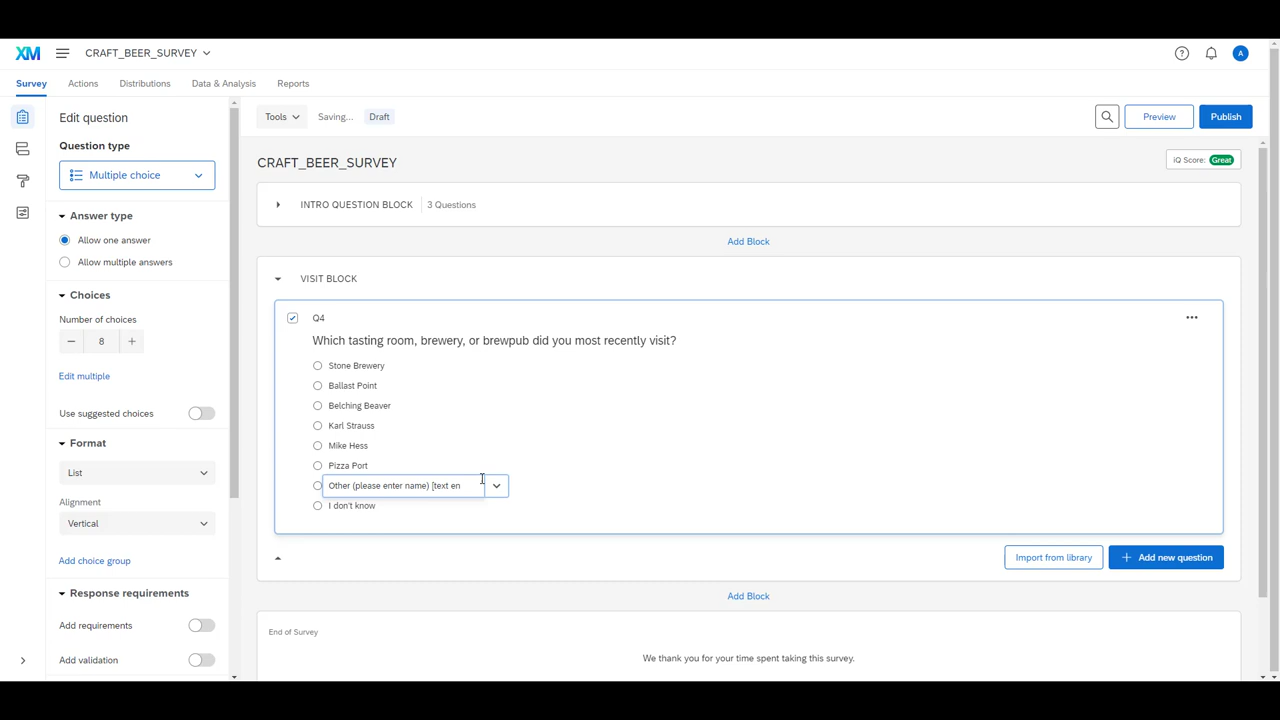 XM CRAFT_BEER_SURVEY A
Survey Actions Distributions Data & Analysis Reports
Edit question
Question type
Multiple choice
Answer type
Allow one answer
Allow multiple answers
Choices
Number of choices
8
Edit multiple
Use suggested choices
Format
List
Alignment
Vertical
Add choice group
Response requirements
Add requirements
Add validation
Tools Saving... Draft Preview Publish
CRAFT_BEER_SURVEY iQ Score: Great
INTRO QUESTION BLOCK 3 Questions
Add Block
VISIT BLOCK
Q4
Which tasting room, brewery, or brewpub did you most recently visit?
Stone Brewery
Ballast Point
Belching Beaver
Karl Strauss
Mike Hess
Pizza Port
Other (please enter name) [text en
I don't know
Import from library + Add new question
Add Block
End of Survey
We thank you for your time spent taking this survey.